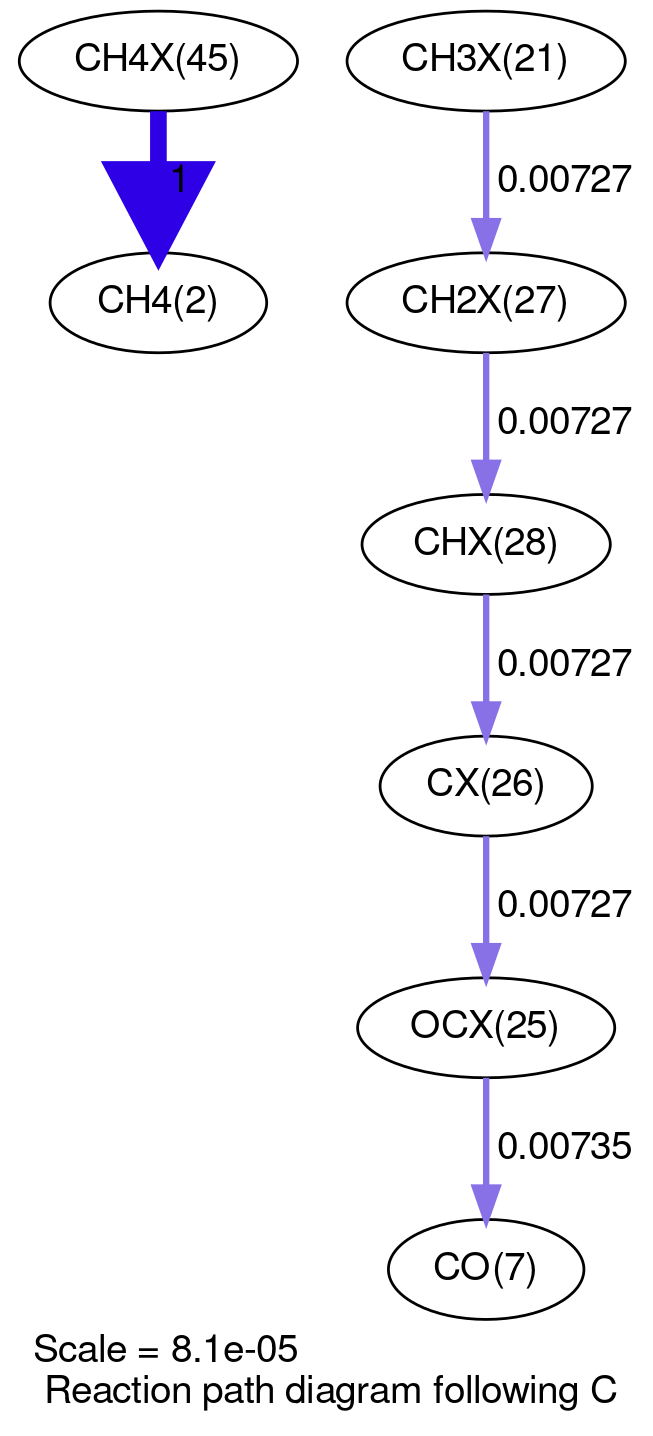 CH4X(45)
CH3X(21)
1
0.00727
CH4(2)
CH2X(27)
0.00727
CHX(28)
0.00727
CX(26)
0.00727
OCX(25)
0.00735
CO(7)
Scale = 8.1e-05
Reaction path diagram following C